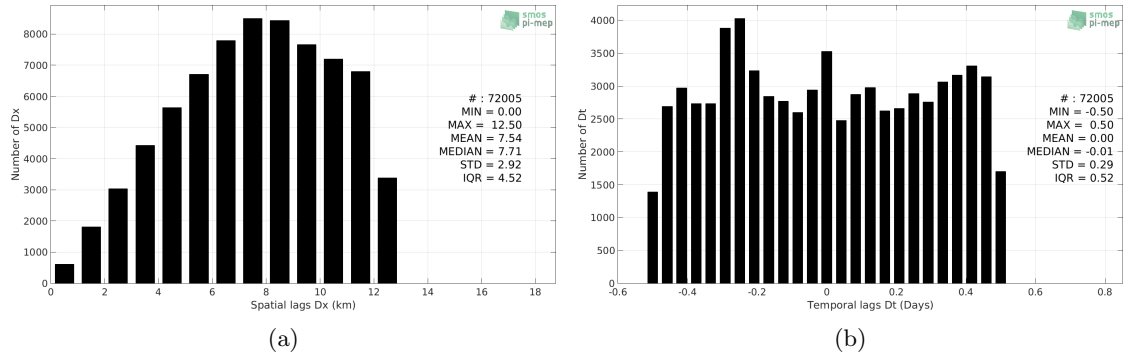 8000
7000
6000
5000
4000
3000
2000
1000
0
Number of Dx
0 2 4 6 8 10 12 14 16 18
Spatial lags Dx (km)
smos
pi-mep
# : 72005
MIN = 0.00
MAX = 12.50
MEAN = 7.54
MEDIAN = 7.71
STD = 2.92
IQR = 4.52
(a)
4000
3500
3000
2500
2000
1500
1000
500
0
Number of Dt
-0.6 -0.4 -0.2 0 0.2 0.4 0.6 0.8
Temporal lags Dt (Days)
smos
pi-mep
# : 72005
MIN = -0.50
MAX = 0.50
MEAN = 0.00
MEDIAN = -0.01
STD = 0.29
IQR = 0.52
(b)